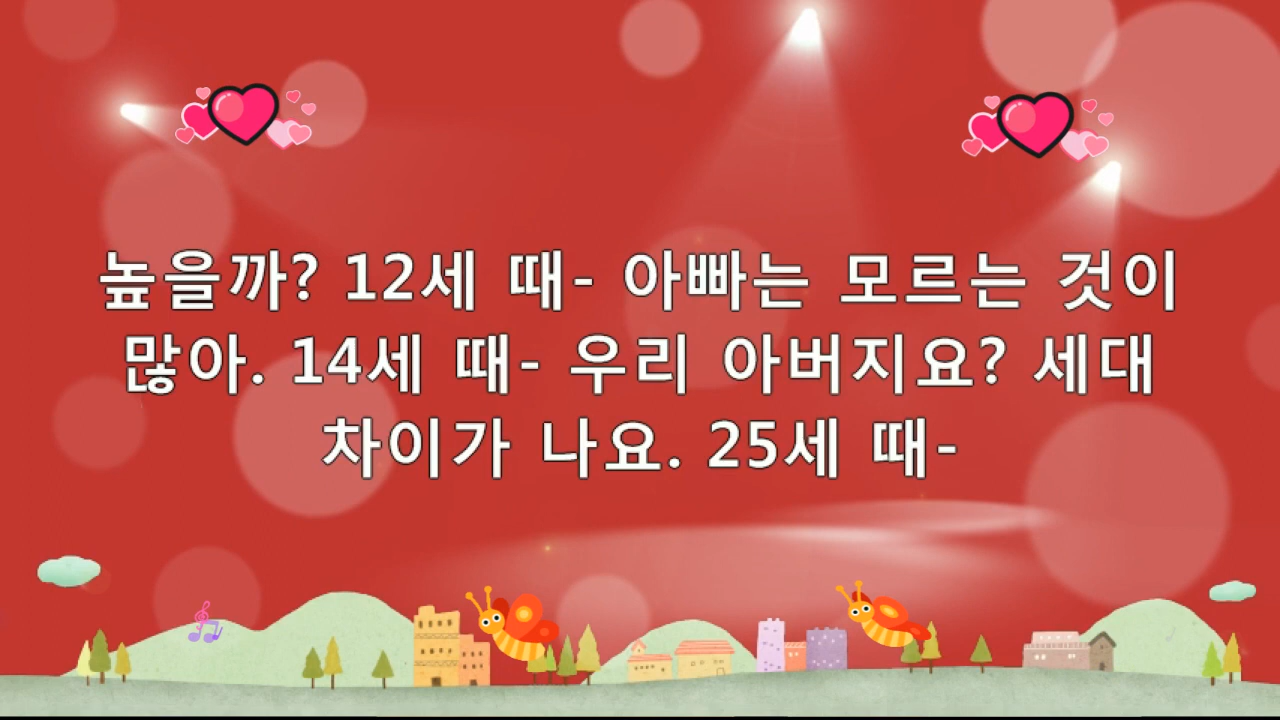 높을까? 12세 때- 아빠는 모르는 것이
많아. 14세 때- 우리 아버지요? 세대
차이가 나요. 25세 때-